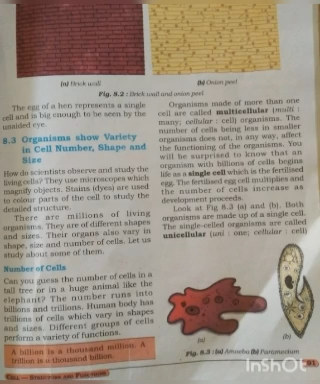 (a) Brick wall
(b) Onion peel
Fig. 8.2 : Brick wall and onion peel
The egg of a hen represents a single
cell and is big enough to be seen by the
unaided eye.
8.3 Organisms show Variety
in Cell Number, Shape and
Size
How do scientists observe and study the
living cells? They use microscopes which
magnify objects. Stains (dyes) are used
to colour parts of the cell to study the
detailed structure.
There are millions of living
organisms. They are of different shapes
and sizes. Their organs also vary in
shape, size and number of cells. Let us
study about some of them.
Number of Cells
Can you guess the number of cells in a
tall tree or in a huge animal like the
elephant? The number runs into
billions and trillions. Human body has
trillions of cells which vary in shapes
and sizes. Different groups of cells
perform a variety of functions.
A billion is a thousand million. A
trillion is a thousand billion.
Organisms made of more than one
cell are called multicellular (multi :
many; cellular : cell) organisms. The
number of cells being less in smaller
organisms does not, in any way, affect
the functioning of the organisms. You
will be surprised to know that an
organism with billions of cells begins
life as a single cell which is the fertilised
egg. The fertilised egg cell multiplies and
the number of cells increase as
development proceeds.
Look at Fig 8.3 (a) and (b). Both
organisms are made up of a single cell.
The single-celled organisms are called
unicellular (uni : one; cellular : cell)
(a)
(b)
Fig. 8.3 : (a) Amoeba (b) Paramecium
CELL — STRUCTURE AND FUNCTIONS
91
inShot